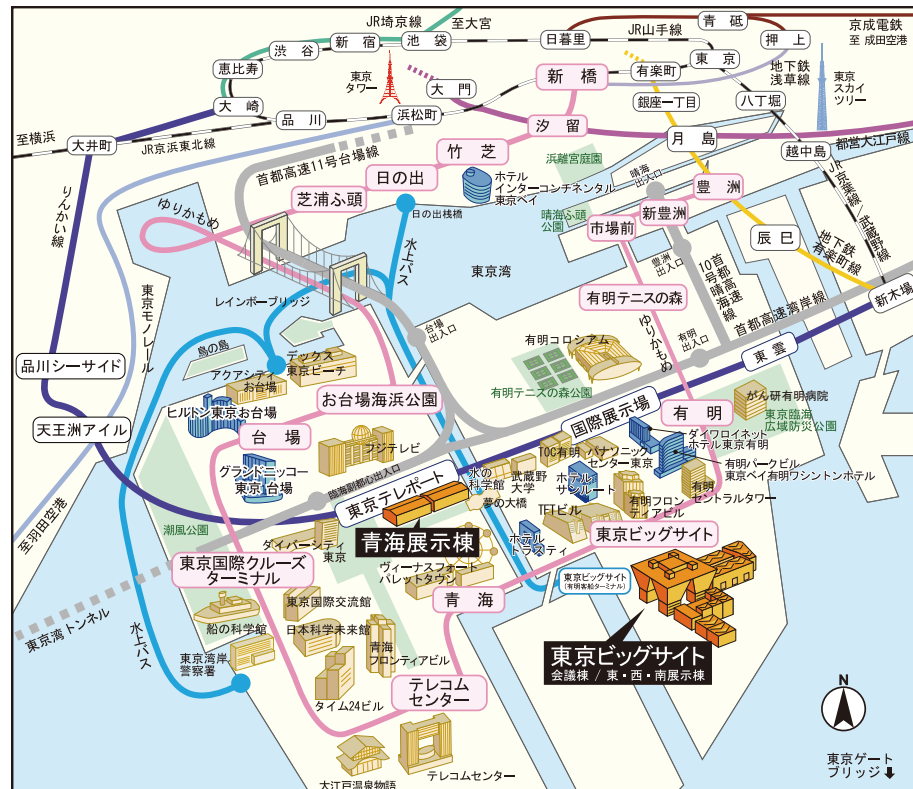 JR埼京線
至大宮
JR山手線
青砥
京成電鉄
至 成田空港
渋谷
新宿
池袋
日暮里
押上
恵比寿
東京
タワー
大門
新橋
有楽町
東京
地下鉄
浅草線
東京
スカイ
ツリー
大崎
品川
浜松町
銀座一丁目
八丁堀
至横浜
大井町
JR京浜東北線
首都高速11号台場線
竹芝
汐留
月島
越中島
都営大江戸線
りんかい線
芝浦ふ頭
日の出
ホテル
インターコンチネンタル
東京ベイ
浜離宮庭園
晴海
出入口
豊洲
JR京葉線
武蔵野線
ゆりかもめ
日の出桟橋
晴海ふ頭
公園
市場前
新豊洲
辰巳
地下鉄
有楽町線
水上バス
東京湾
豊洲
出入口
10号晴海線
首都高速
新木場
東京モノレール
レインボーブリッジ
台場
出入口
有明テニスの森
ゆりかもめ
有明
出入口
首都高速湾岸線
鳥の島
デックス
東京ビーチ
有明コロシアム
東雲
品川シーサイド
アクアシティ
お台場
お台場海浜公園
有明テニスの森公園
がん研有明病院
ヒルトン東京お台場
国際展示場
有明
東京臨海
広域防災公園
天王洲アイル
台場
フジテレビ
ダイワロイネット
ホテル東京有明
グランドニッコー
東京 台場
臨海副都心出入口
東京テレポート
水の
科学館
武蔵野
大学
TOC有明
パナソニック
センター東京
ホテル
サンルート
有明パークビル
東京ベイ有明ワシントンホテル
夢の大橋
有明フロン
ティアビル
有明
セントラルタワー
至羽田空港
潮風公園
TFTビル
ダイバーシティ
東京
青海展示棟
ホテル
トラスティ
東京ビッグサイト
東京国際クルーズ
ターミナル
ヴィーナスフォート
パレットタウン
青海
東京ビッグサイト
(有明客船ターミナル)
東京湾トンネル
水上バス
船の科学館
東京国際交流館
日本科学未来館
青海
フロンティアビル
東京ビッグサイト
会議棟 / 東・西・南展示棟
東京湾岸
警察署
タイム24ビル
テレコム
センター
N
大江戸温泉物語
テレコムセンター
東京ゲート
ブリッジ